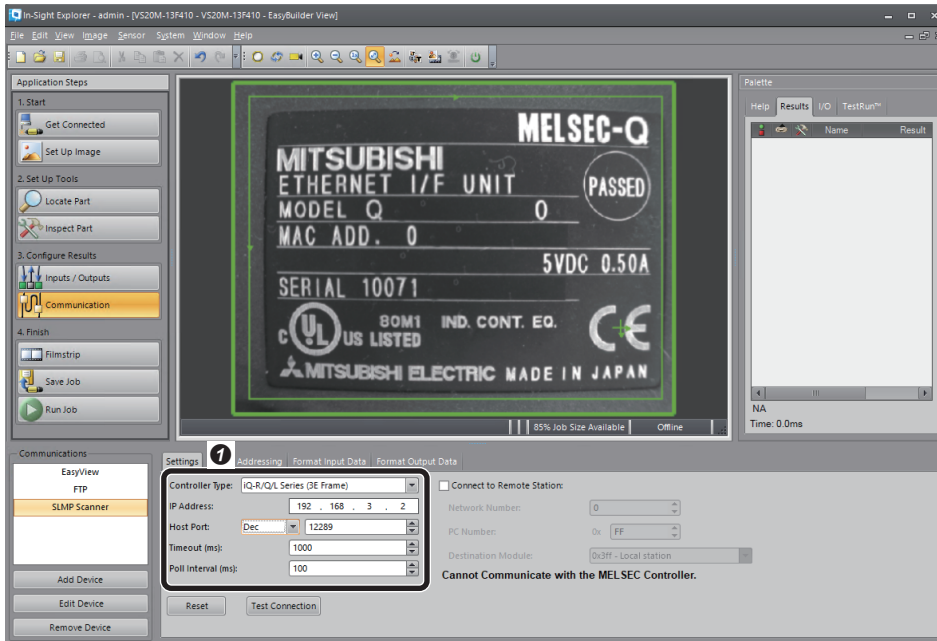 In-Sight Explorer - admin - [VS20M-13F410 - VS20M-13F410 - EasyBuilder View]
File Edit View Image Sensor System Window Help
Application Steps
1. Start
Get Connected
Set Up Image
2. Set Up Tools
Locate Part
Inspect Part
3. Configure Results
Inputs / Outputs
Communication
4. Finish
Filmstrip
Save Job
Run Job
MELSEC-Q
MITSUBISHI
ETHERNET I/F UNIT
PASSED
MODEL Q 0
MAC ADD. 0
5VDC 0.50A
SERIAL 10071
C UL US LISTED
80M1 IND. CONT. EQ.
CE
MITSUBISHI ELECTRIC MADE IN JAPAN
85% Job Size Available Offline
Palette
Help Results I/O TestRun™
Name Result
NA
Time: 0.0ms
Communications
EasyView
FTP
SLMP Scanner
Add Device
Edit Device
Remove Device
Settings 1 Addressing Format Input Data Format Output Data
Controller Type: iQ-R/Q/L Series (3E Frame)
IP Address: 192 . 168 . 3 . 2
Host Port: Dec 12289
Timeout (ms): 1000
Poll Interval (ms): 100
Reset Test Connection
Connect to Remote Station:
Network Number: 0
PC Number: 0x FF
Destination Module: 0x3ff - Local station
Cannot Communicate with the MELSEC Controller.